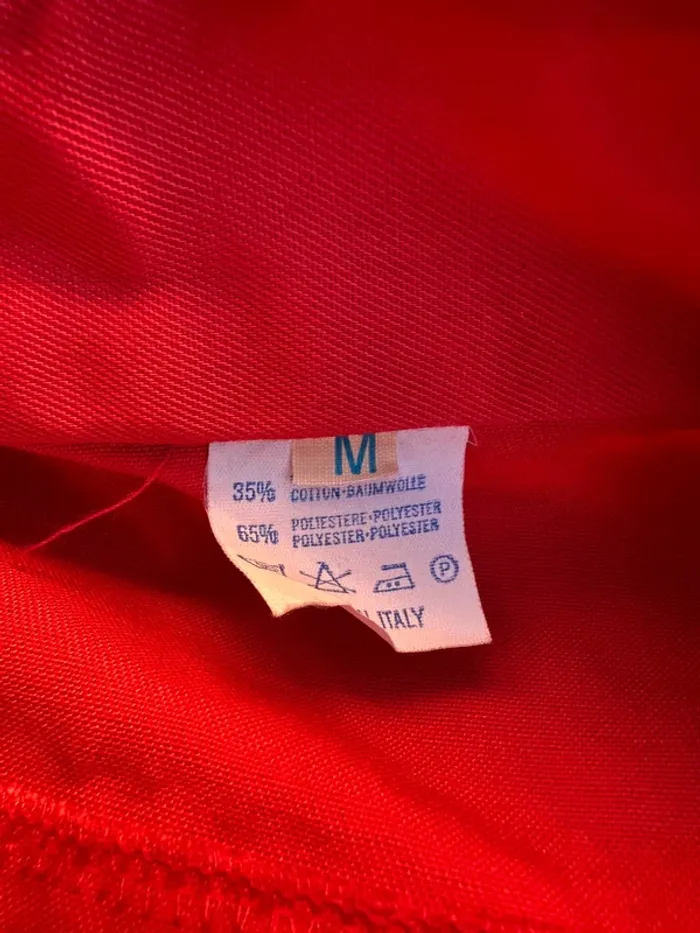 M
35% COTTON·BAUMWOLLE
65% POLIESTERE·POLYESTER
POLYESTER·POLYESTER
P
ITALY